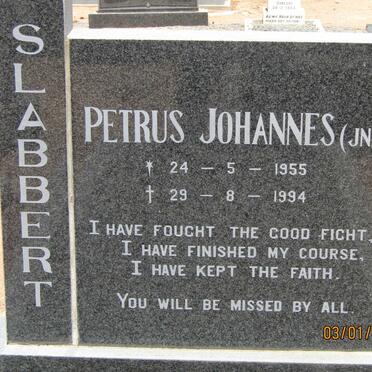 SLABBERT
PETRUS JOHANNES (JN
* 24 – 5 – 1955
† 29 – 8 – 1994
I HAVE FOUGHT THE GOOD FIGHT,
I HAVE FINISHED MY COURSE,
I HAVE KEPT THE FAITH.
YOU WILL BE MISSED BY ALL.
03/01/